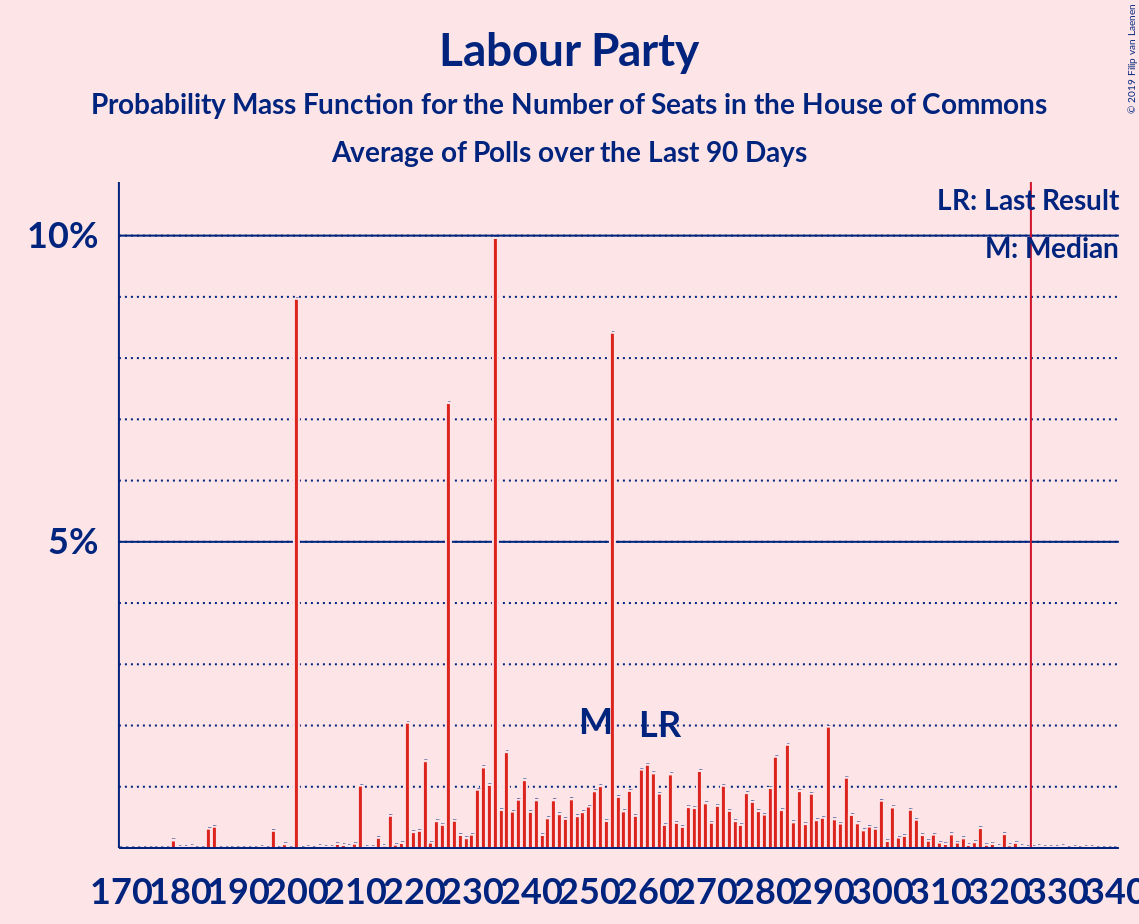 Labour Party
Probability Mass Function for the Number of Seats in the House of Commons
Average of Polls over the Last 90 Days
© 2019 Filip van Laenen
LR: Last Result
M: Median
10%
5%
M LR
170 180 190 200 210 220 230 240 250 260 270 280 290 300 310 320 330 340